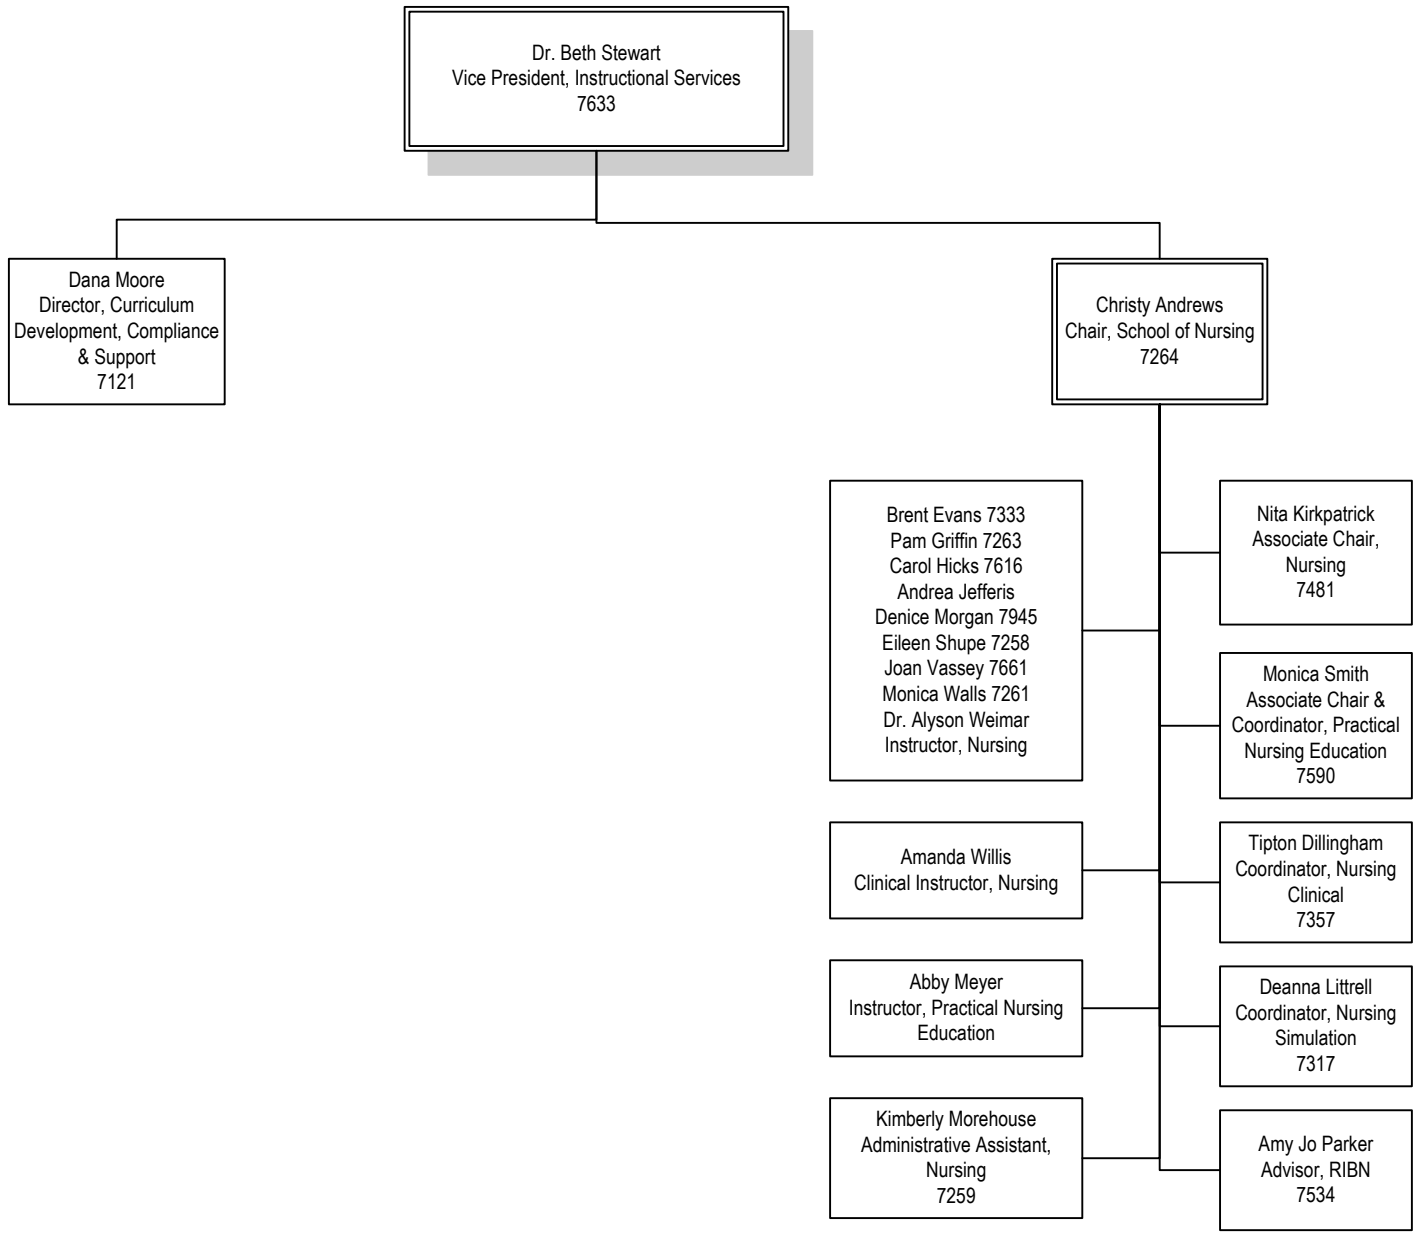 Dr. Beth Stewart
Vice President, Instructional Services
7633
Dana Moore
Director, Curriculum
Development, Compliance
& Support
7121
Christy Andrews
Chair, School of Nursing
7264
Brent Evans 7333
Pam Griffin 7263
Carol Hicks 7616
Andrea Jefferis
Denice Morgan 7945
Eileen Shupe 7258
Joan Vassey 7661
Monica Walls 7261
Dr. Alyson Weimar
Instructor, Nursing
Nita Kirkpatrick
Associate Chair,
Nursing
7481
Monica Smith
Associate Chair &
Coordinator, Practical
Nursing Education
7590
Amanda Willis
Clinical Instructor, Nursing
Tipton Dillingham
Coordinator, Nursing
Clinical
7357
Abby Meyer
Instructor, Practical Nursing
Education
Deanna Littrell
Coordinator, Nursing
Simulation
7317
Kimberly Morehouse
Administrative Assistant,
Nursing
7259
Amy Jo Parker
Advisor, RIBN
7534